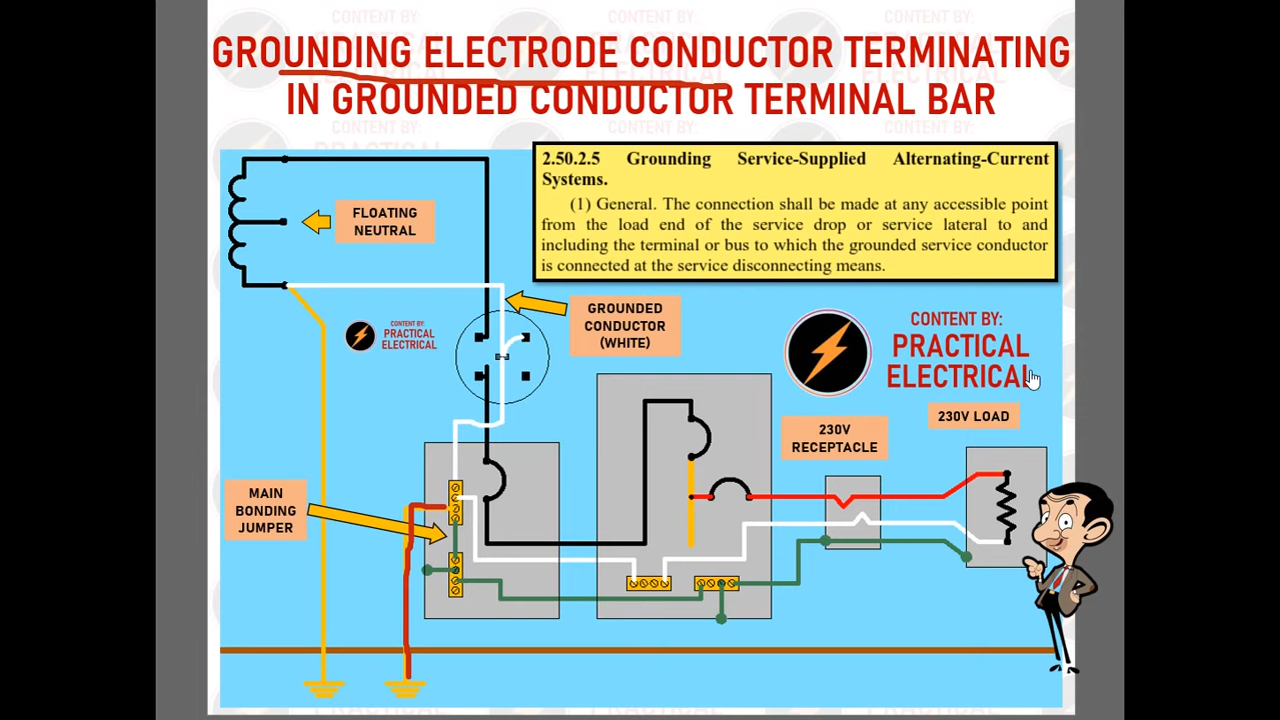 GROUNDING ELECTRODE CONDUCTOR TERMINATING
IN GROUNDED CONDUCTOR TERMINAL BAR
2.50.2.5 Grounding Service-Supplied Alternating-Current
Systems.
(1) General. The connection shall be made at any accessible point
from the load end of the service drop or service lateral to and
including the terminal or bus to which the grounded service conductor
is connected at the service disconnecting means.
FLOATING
NEUTRAL
GROUNDED
CONDUCTOR
(WHITE)
CONTENT BY:
PRACTICAL
ELECTRICAL
CONTENT BY:
PRACTICAL
ELECTRICAL
230V
RECEPTACLE
230V LOAD
MAIN
BONDING
JUMPER